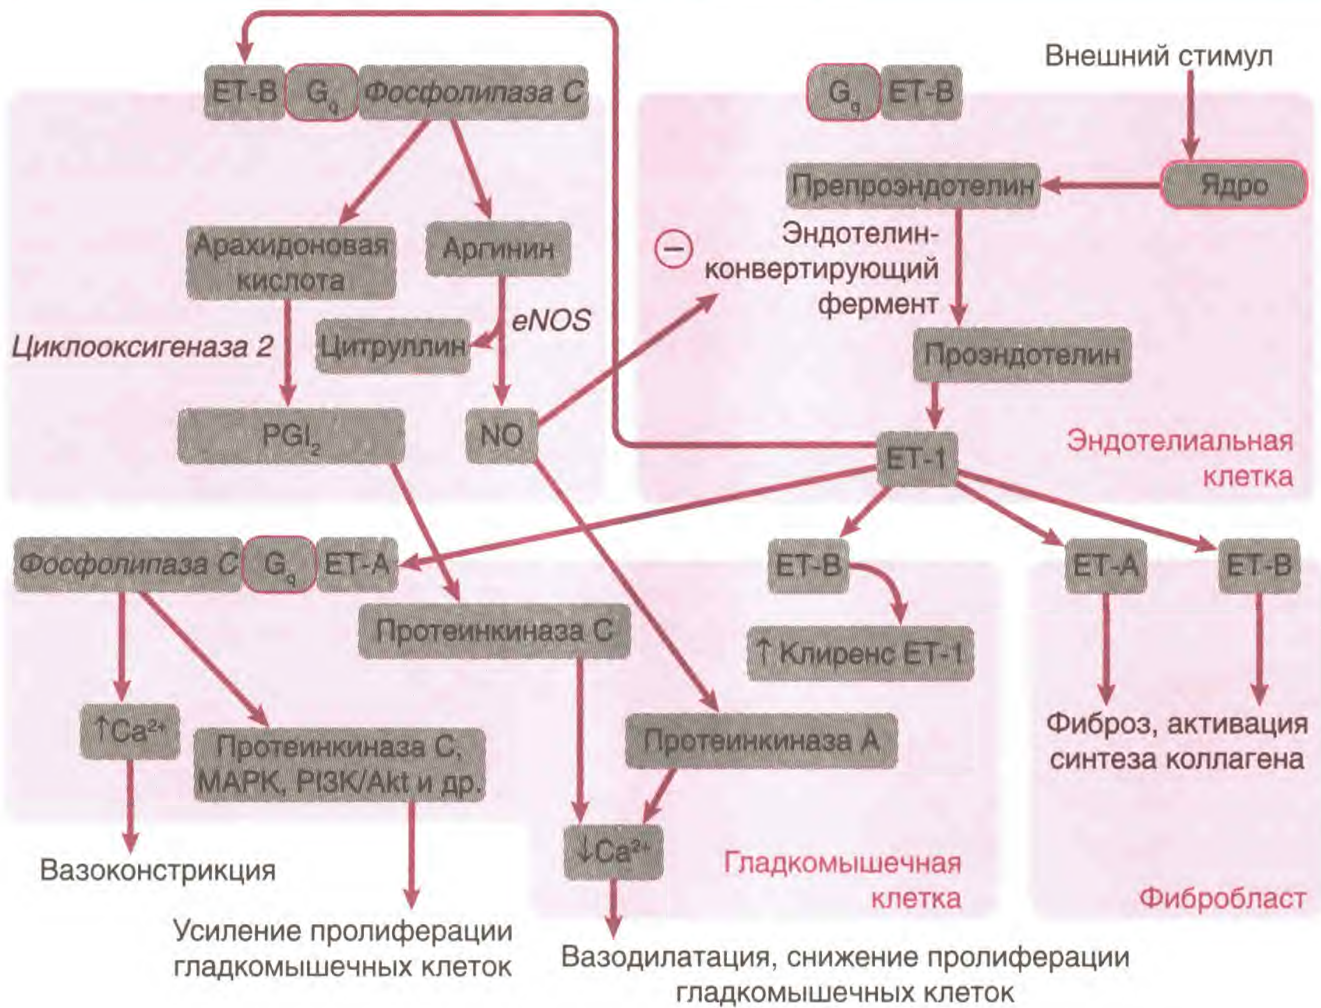 Внешний стимул
ET-B
Gq
Фосфолипаза С
Gq
ET-B
Препроэндотелин
Ядро
Арахидоновая
кислота
Аргинин
Эндотелин-
конвертирующий
фермент
−
Циклооксигеназа 2
Цитруллин
eNOS
Проэндотелин
PGI₂
NO
ET-1
Эндотелиальная
клетка
Фосфолипаза С
Gq
ET-A
ET-B
ET-A
ET-B
Протеинкиназа С
↑ Клиренс ET-1
↑Ca²⁺
Протеинкиназа С,
MAPK, PI3K/Akt и др.
Протеинкиназа А
Фиброз, активация
синтеза коллагена
↓Ca²⁺
Вазоконстрикция
Гладкомышечная
клетка
Фибробласт
Усиление пролиферации
гладкомышечных клеток
Вазодилатация, снижение пролиферации
гладкомышечных клеток